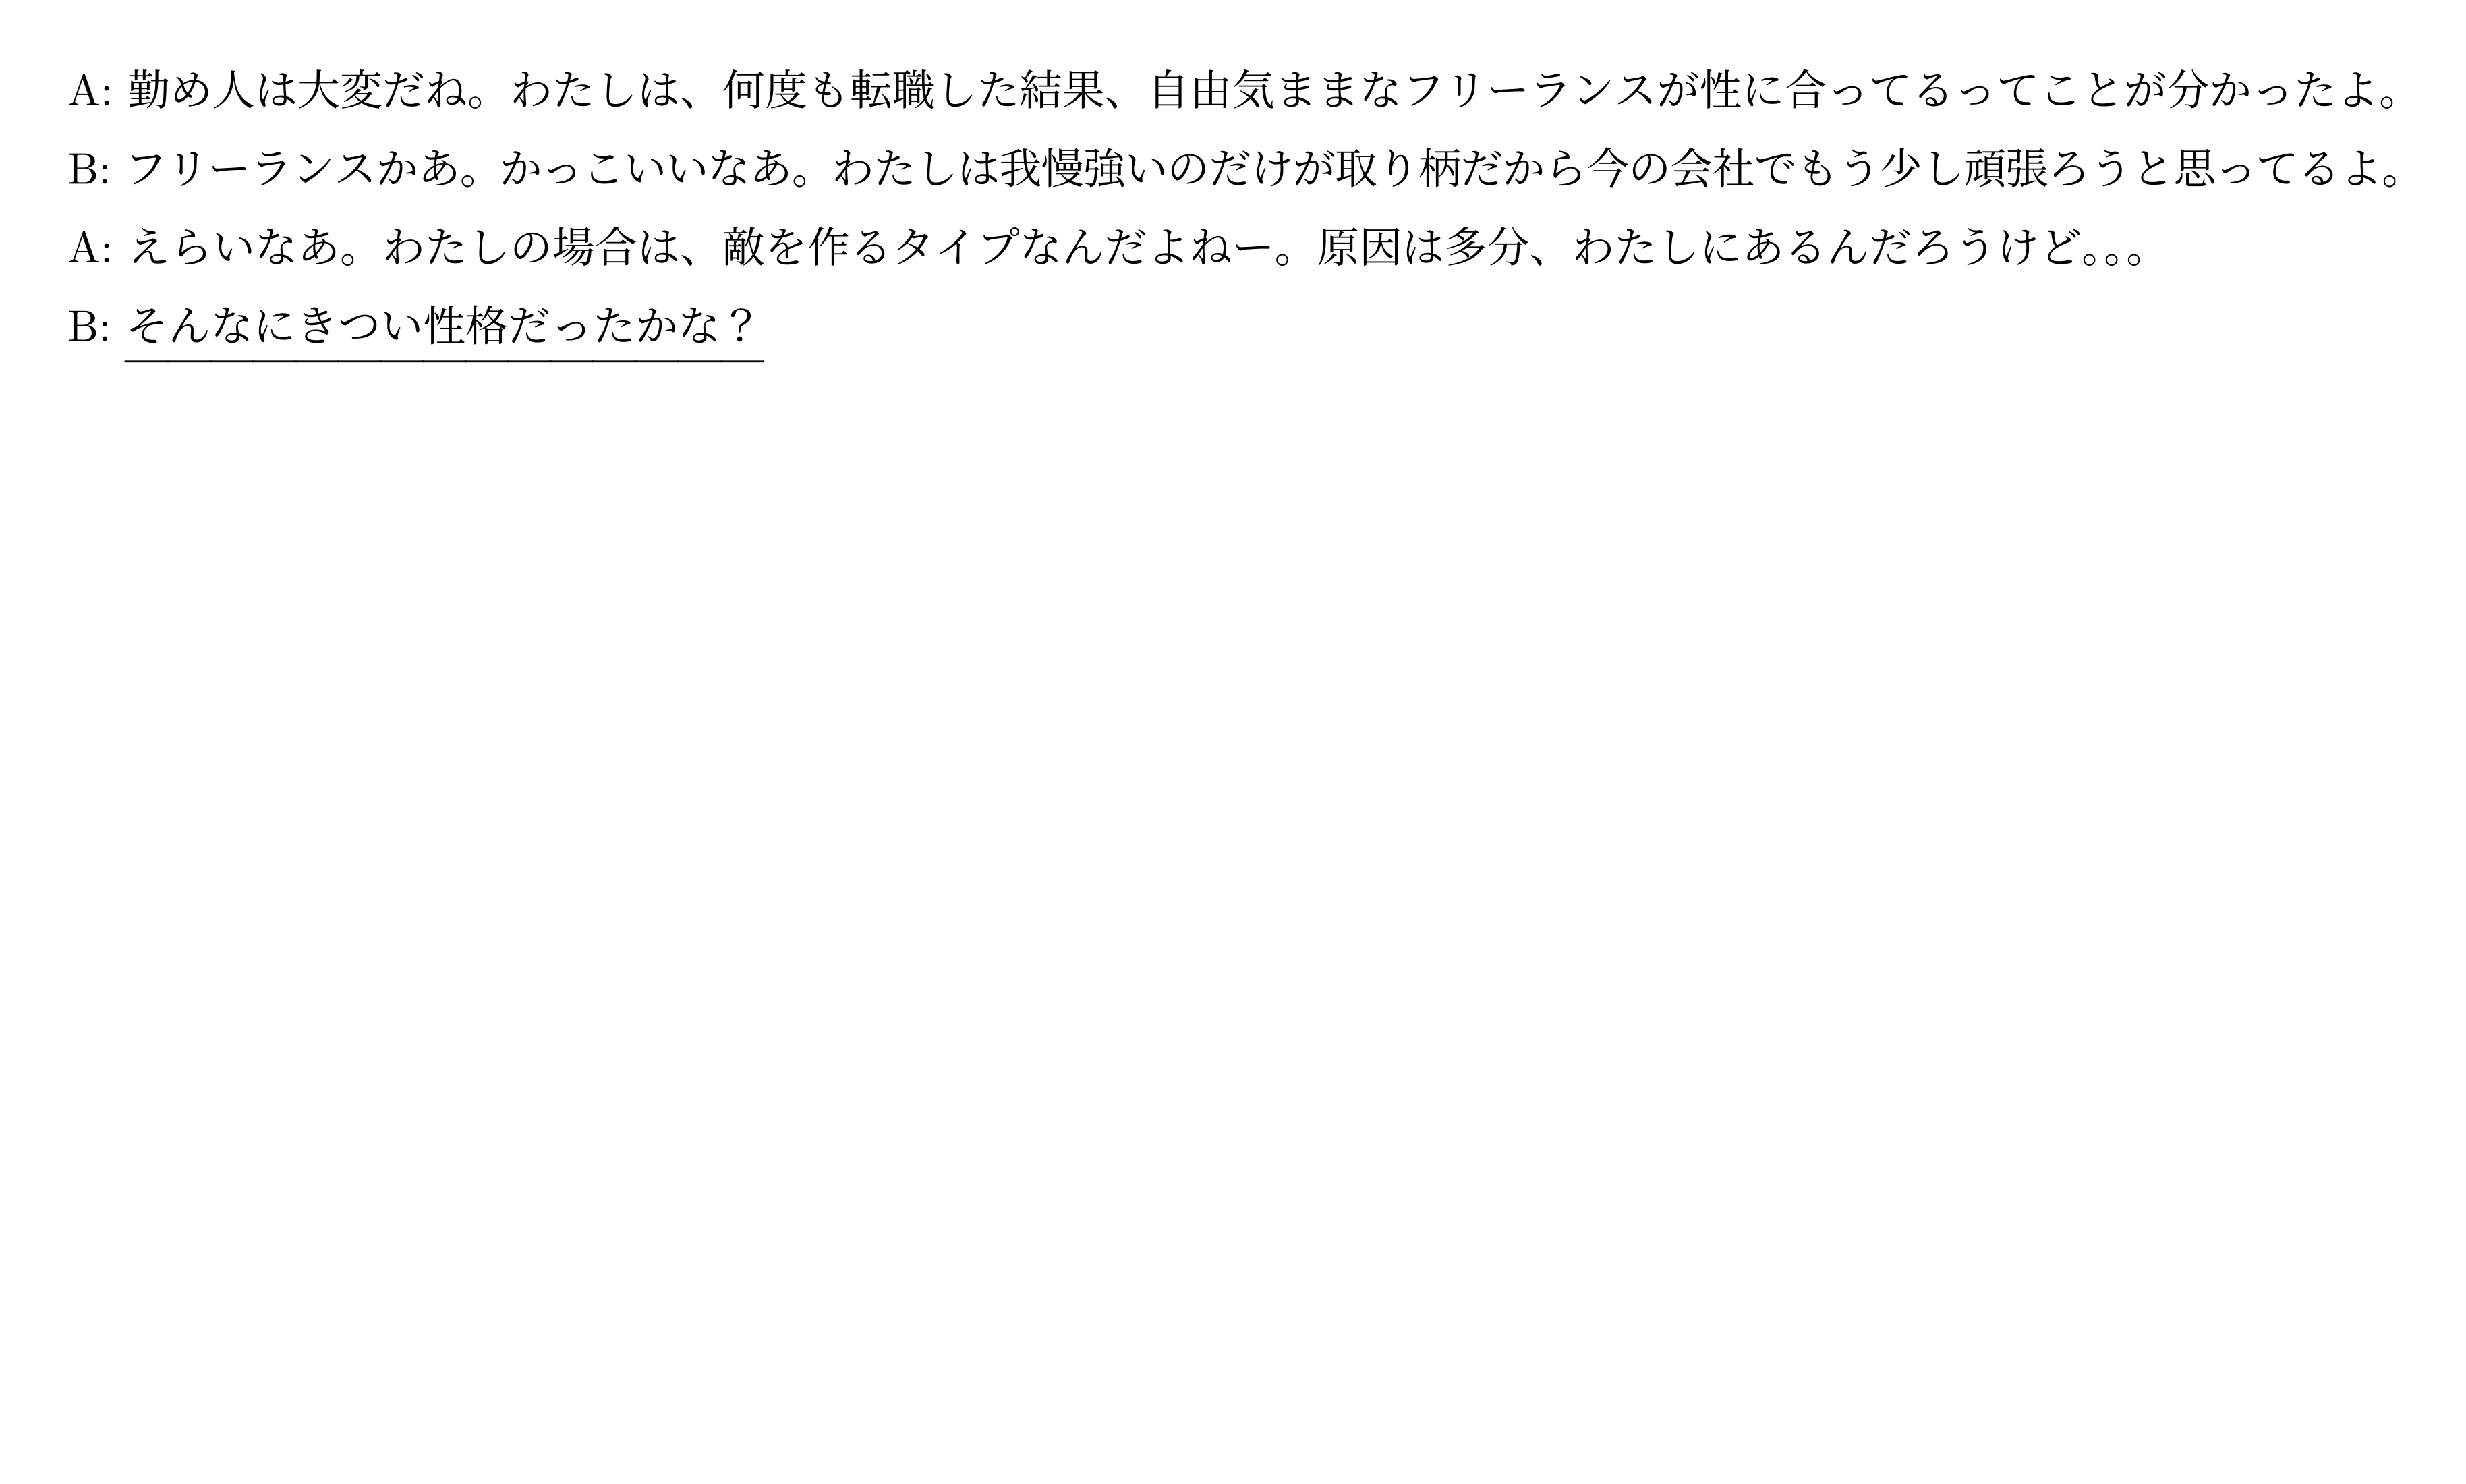 A: 勤め人は大変だね。わたしは、何度も転職した結果、自由気ままなフリーランスが性に合ってるってことが分かったよ。
B: フリーランスかあ。かっこいいなあ。わたしは我慢強いのだけが取り柄だから今の会社でもう少し頑張ろうと思ってるよ。
A: えらいなあ。わたしの場合は、敵を作るタイプなんだよねー。原因は多分、わたしにあるんだろうけど。。。
B: そんなにきつい性格だったかな？